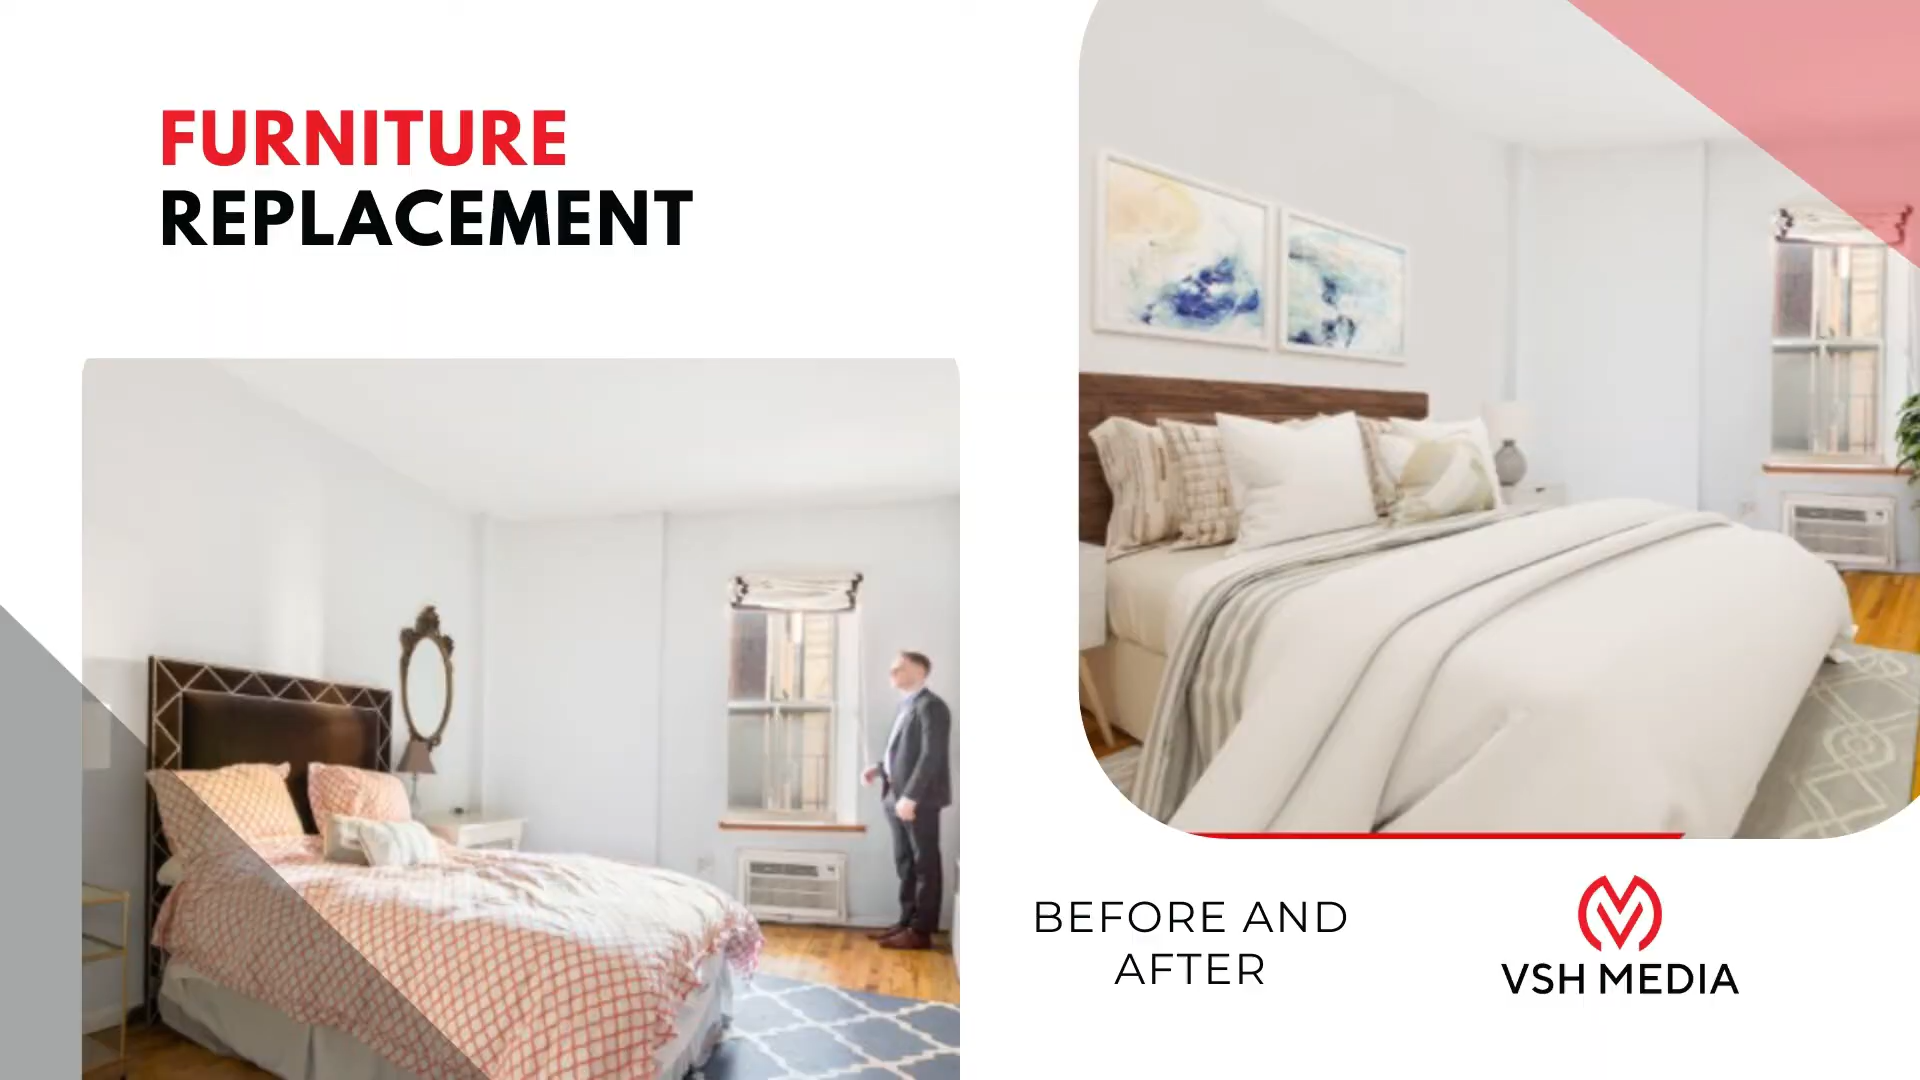 FURNITURE
REPLACEMENT
BEFORE AND
AFTER
VSH MEDIA